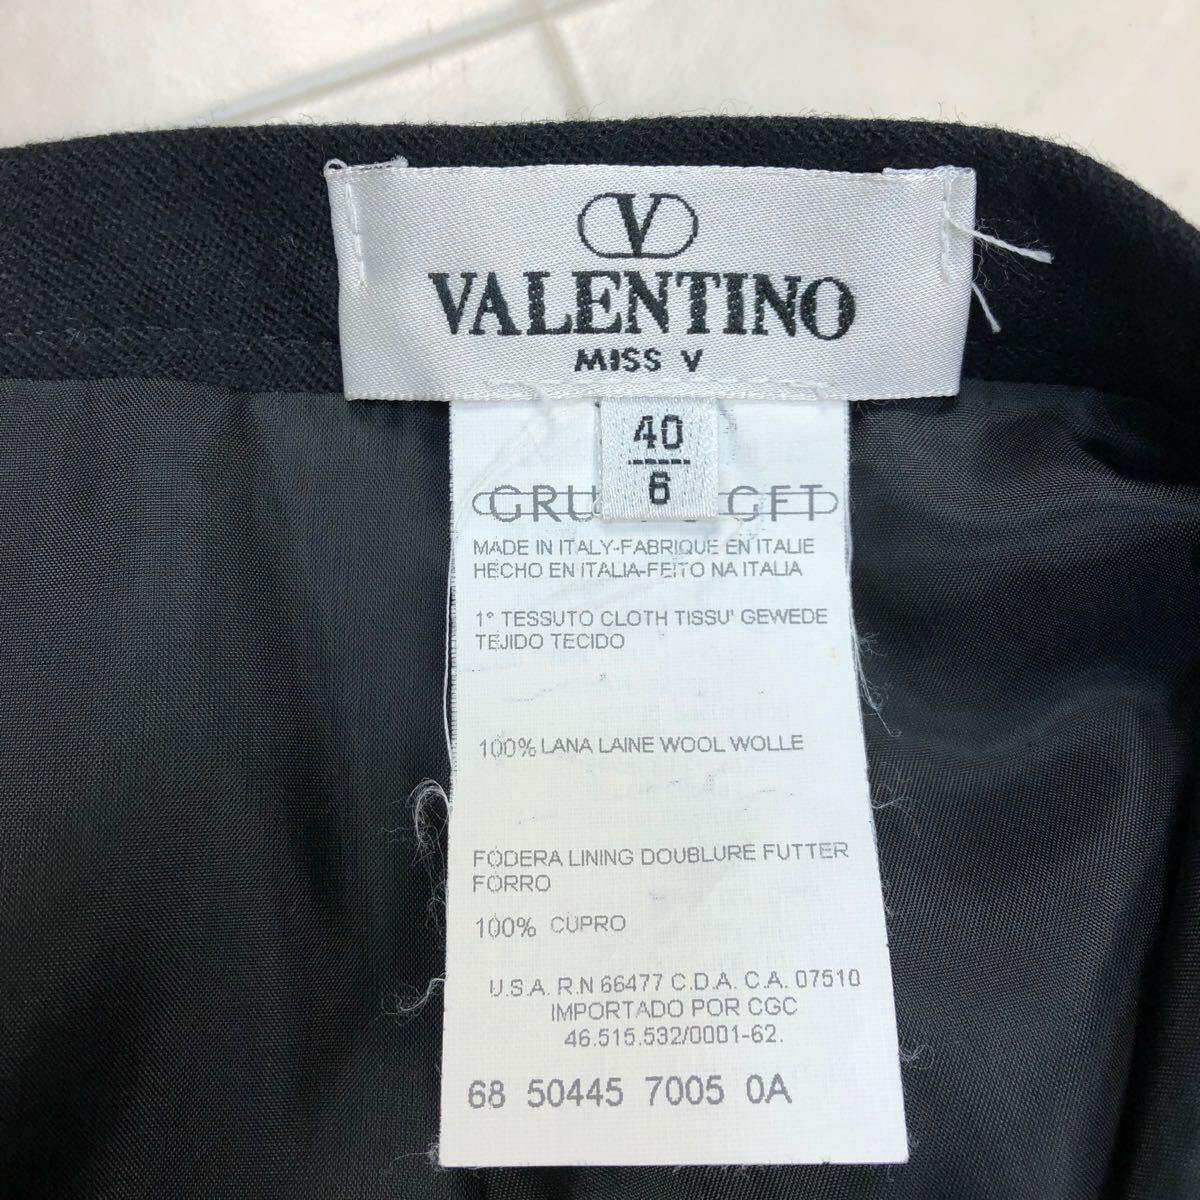 V
VALENTINO
MISS V
40
6
GRU GFT
MADE IN ITALY-FABRIQUE EN ITALIE
HECHO EN ITALIA-FEITO NA ITALIA
1° TESSUTO CLOTH TISSU' GEWEDE
TEJIDO TECIDO
100% LANA LAINE WOOL WOLLE
FODERA LINING DOUBLURE FUTTER
FORRO
100% CUPRO
U.S.A. R.N 66477 C.D.A. C.A. 07510
IMPORTADO POR CGC
46.515.532/0001-62.
68 50445 7005 0A